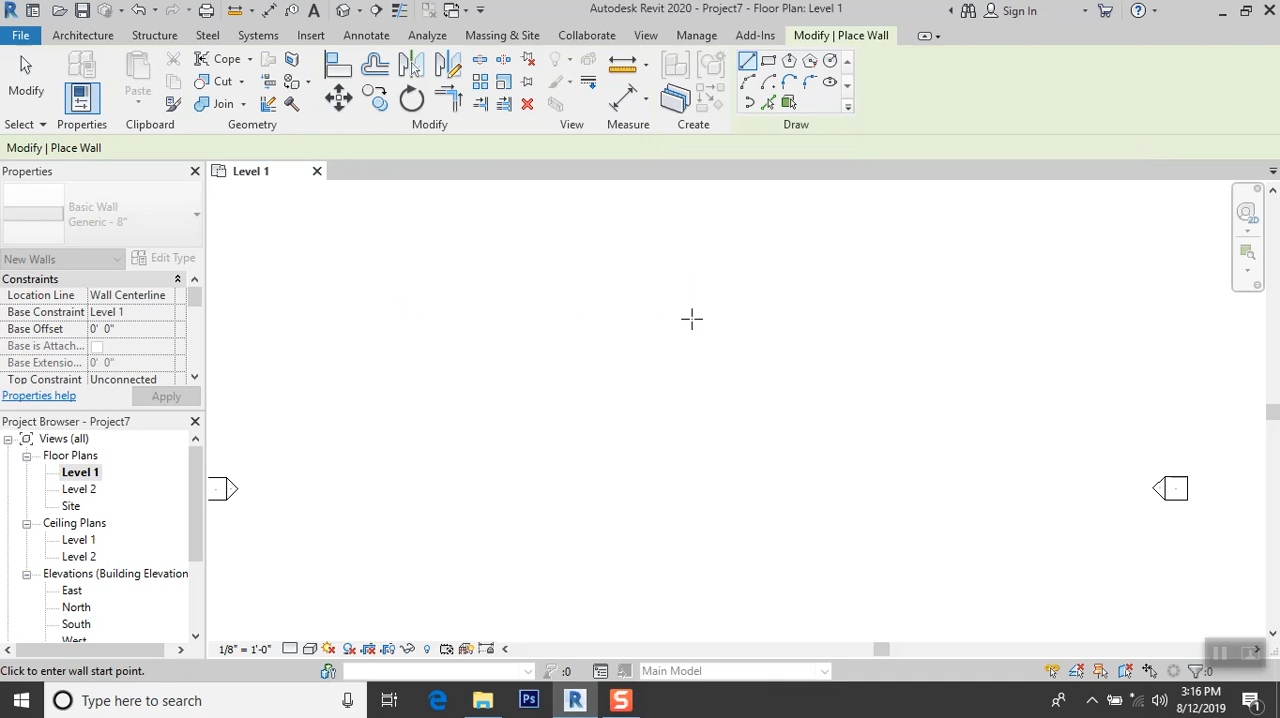 Autodesk Revit 2020 - Project7 - Floor Plan: Level 1
Sign In
File
Architecture
Structure
Steel
Systems
Insert
Annotate
Analyze
Massing & Site
Collaborate
View
Manage
Add-Ins
Modify | Place Wall
Modify
Paste
Cope
Cut
Join
Select
Properties
Clipboard
Geometry
Modify
View
Measure
Create
Draw
Modify | Place Wall
Properties
Level 1
Basic Wall
Generic - 8"
New Walls
Edit Type
Constraints
Location Line Wall Centerline
Base Constraint Level 1
Base Offset 0' 0"
Base is Attach...
Base Extensio... 0' 0"
Top Constraint Unconnected
Properties help
Apply
Project Browser - Project7
Views (all)
Floor Plans
Level 1
Level 2
Site
Ceiling Plans
Level 1
Level 2
Elevations (Building Elevation
East
North
South
West
1/8" = 1'-0"
Click to enter wall start point.
:0
Main Model
:0
Type here to search
3:16 PM
8/12/2019